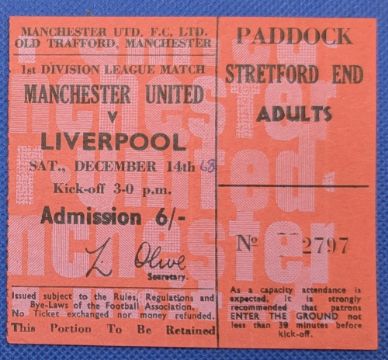 MANCHESTER UTD. F.C. LTD.
OLD TRAFFORD, MANCHESTER
1st DIVISION LEAGUE MATCH
MANCHESTER UNITED
V
LIVERPOOL
SAT., DECEMBER 14th 68
Kick-off 3-0 p.m.
Admission 6/-
L. Olive
Secretary.
Issued subject to the Rules, Regulations and
Bye-Laws of the Football Association.
No Ticket exchanged nor money refunded.
This Portion To Be Retained
PADDOCK
STRETFORD END
ADULTS
No 2797
As a capacity attendance is
expected, it is strongly
recommended that patrons
ENTER THE GROUND not
less than 30 minutes before
kick-off.